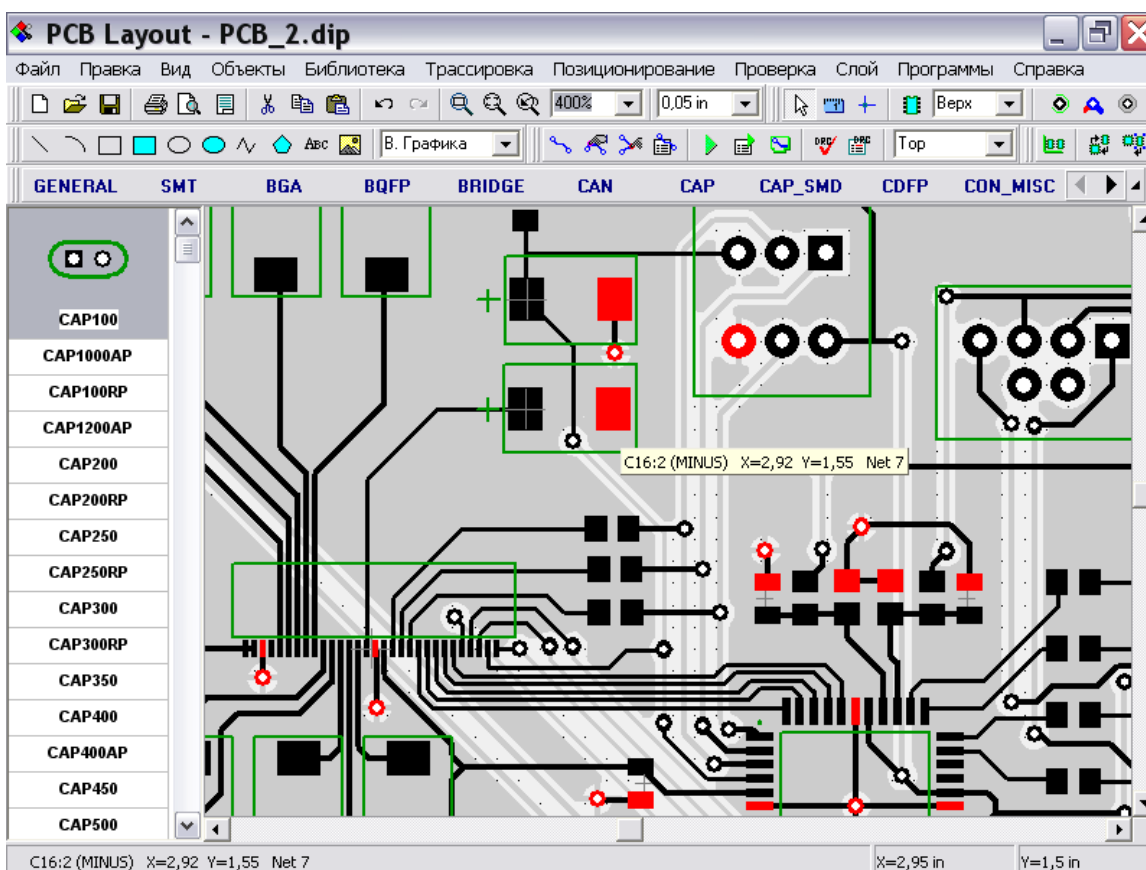 PCB Layout - PCB_2.dip
Файл Правка Вид Объекты Библиотека Трассировка Позиционирование Проверка Слой Программы Справка
400% 0,05 in Верх
Abc В. Графика DRC DRC Top
GENERAL SMT BGA BQFP BRIDGE CAN CAP CAP_SMD CDFP CON_MISC
CAP100
CAP1000AP
CAP100RP
CAP1200AP
CAP200
CAP200RP
CAP250
CAP250RP
CAP300
CAP300RP
CAP350
CAP400
CAP400AP
CAP450
CAP500
C16:2 (MINUS) X=2,92 Y=1,55 Net 7
C16:2 (MINUS) X=2,92 Y=1,55 Net 7 X=2,95 in Y=1,5 in